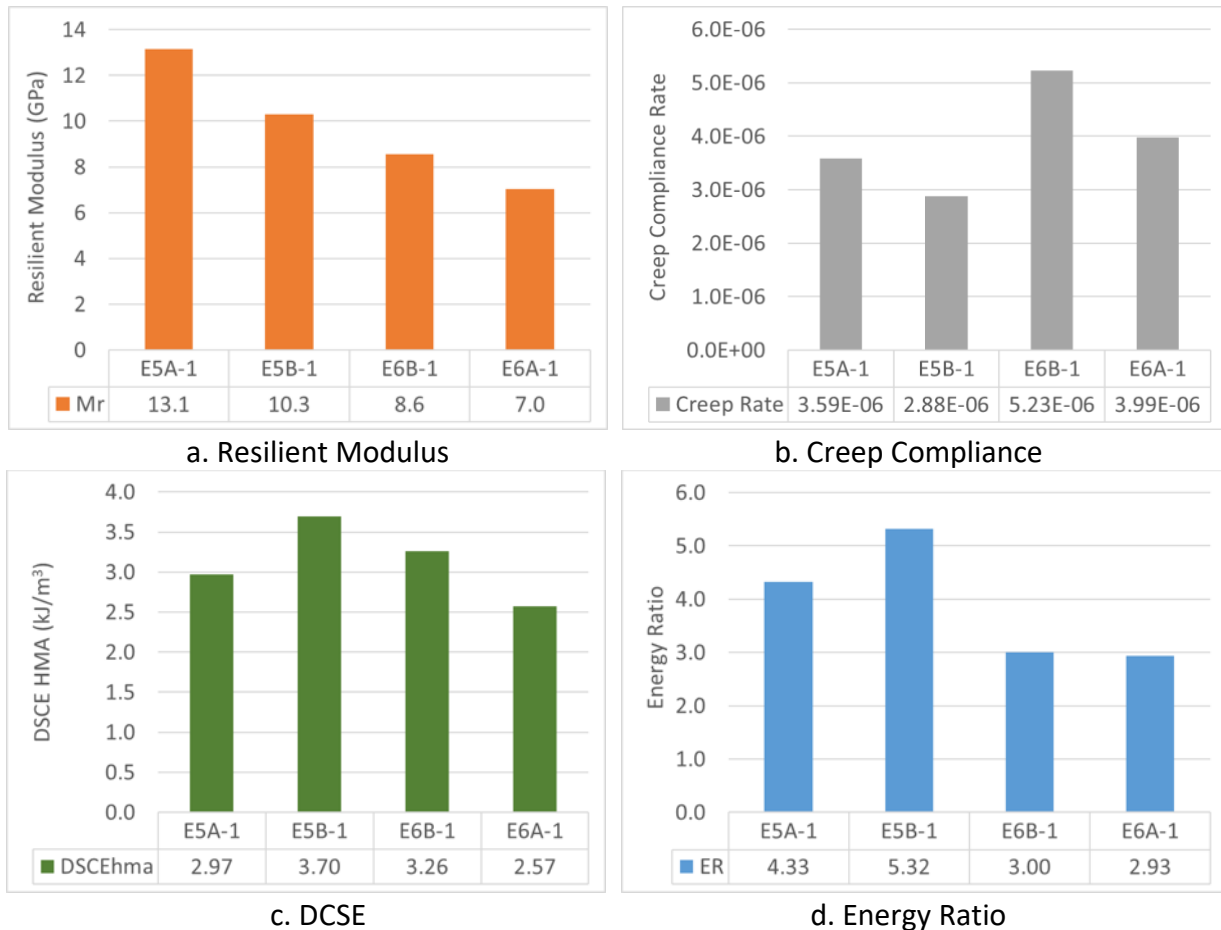 14
12
10
8
6
4
2
0
Resilient Modulus (GPa)
E5A-1 E5B-1 E6B-1 E6A-1
Mr 13.1 10.3 8.6 7.0
a. Resilient Modulus
6.0E-06
5.0E-06
4.0E-06
3.0E-06
2.0E-06
1.0E-06
0.0E+00
Creep Compliance Rate
E5A-1 E5B-1 E6B-1 E6A-1
Creep Rate 3.59E-06 2.88E-06 5.23E-06 3.99E-06
b. Creep Compliance
4.0
3.5
3.0
2.5
2.0
1.5
1.0
0.5
0.0
DSCE HMA (kJ/m³)
E5A-1 E5B-1 E6B-1 E6A-1
DSCEhma 2.97 3.70 3.26 2.57
c. DCSE
6.0
5.0
4.0
3.0
2.0
1.0
0.0
Energy Ratio
E5A-1 E5B-1 E6B-1 E6A-1
ER 4.33 5.32 3.00 2.93
d. Energy Ratio